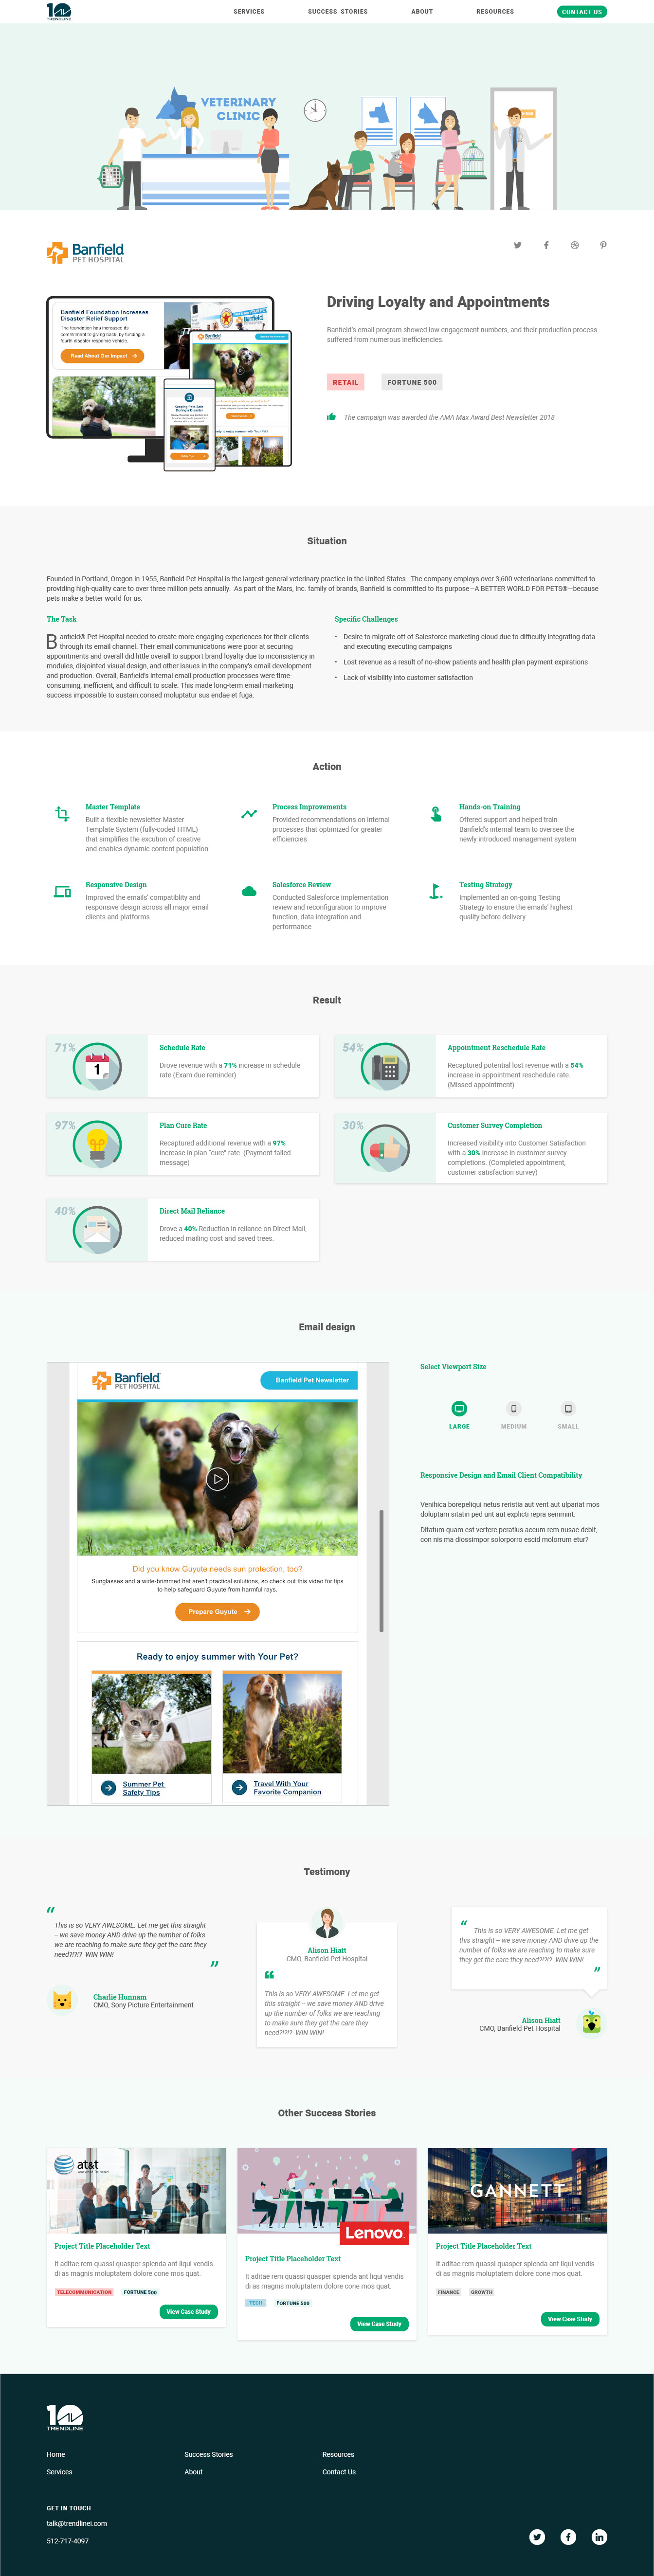 10
TRENDLINE
SERVICES
SUCCESS STORIES
ABOUT
RESOURCES
CONTACT US
VETERINARY
CLINIC
Banfield
PET HOSPITAL
Banfield Foundation Increases
Disaster Relief Support
The foundation has increased its
commitment to giving back, by funding a
disaster response vehicle.
Read About Our Impact
Banfield
Keeping Pets Safe
During a Disaster
Driving Loyalty and Appointments
Banfield's email program showed low engagement numbers, and their production process
suffered from numerous inefficiencies.
RETAIL
FORTUNE 500
The campaign was awarded the AMA Max Award Best Newsletter 2018
Situation
Founded in Portland, Oregon in 1955, Banfield Pet Hospital is the largest general veterinary practice in the United States. The company employs over 3,600 veterinarians committed to
providing high-quality care to over three million pets annually. As part of the Mars, Inc. family of brands, Banfield is committed to its purpose—A BETTER WORLD FOR PETS®—because
pets make a better world for us.
The Task
Banfield® Pet Hospital needed to create more engaging experiences for their clients
through its email channel. Their email communications were poor at securing
appointments and overall did little overall to support brand loyalty due to inconsistency in
modules, disjointed visual design, and other issues in the company's email development
and production. Overall, Banfield's internal email production processes were time-
consuming, inefficient, and difficult to scale. This made long-term email marketing
success impossible to sustain.consed moluptatur sus endae et fuga.
Specific Challenges
• Desire to migrate off of Salesforce marketing cloud due to difficulty integrating data
and executing executing campaigns
• Lost revenue as a result of no-show patients and health plan payment expirations
• Lack of visibility into customer satisfaction
Action
Master Template
Built a flexible newsletter Master
Template System (fully-coded HTML)
that simplifies the excution of creative
and enables dynamic content population
Process Improvements
Provided recommendations on internal
processes that optimized for greater
efficiencies
Hands-on Training
Offered support and helped train
Banfield's internal team to oversee the
newly introduced management system
Responsive Design
Improved the emails' compatiblity and
responsive design across all major email
clients and platforms
Salesforce Review
Conducted Salesforce implementation
review and reconfiguration to improve
function, data integration and
performance
Testing Strategy
Implemented an on-going Testing
Strategy to ensure the emails' highest
quality before delivery.
Result
71%
1
Schedule Rate
Drove revenue with a 71% increase in schedule
rate (Exam due reminder)
54%
Appointment Reschedule Rate
Recaptured potential lost revenue with a 54%
increase in appointment reschedule rate.
(Missed appointment)
97%
Plan Cure Rate
Recaptured additional revenue with a 97%
increase in plan "cure" rate. (Payment failed
message)
30%
Customer Survey Completion
Increased visibility into Customer Satisfaction
with a 30% increase in customer survey
completions. (Completed appointment,
customer satisfaction survey)
40%
Direct Mail Reliance
Drove a 40% Reduction in reliance on Direct Mail,
reduced mailing cost and saved trees.
Email design
Banfield
PET HOSPITAL
Banfield Pet Newsletter
Did you know Guyute needs sun protection, too?
Sunglasses and a wide-brimmed hat aren't practical solutions, so check out this video for tips
to help safeguard Guyute from harmful rays.
Prepare Guyute
Ready to enjoy summer with Your Pet?
Summer Pet
Safety Tips
Travel With Your
Favorite Companion
Select Viewport Size
LARGE
MEDIUM
SMALL
Responsive Design and Email Client Compatibility
Venihica borepeliqui netus reristia aut vent aut ulpariat mos
doluptam sitatin ped unt aut explicti repra senimint.
Ditatum quam est verfere peratius accum rem nusae debit,
con nis ma diossimpor solorporro escid molorrum etur?
Testimony
“
This is so VERY AWESOME. Let me get this straight
– we save money AND drive up the number of folks
we are reaching to make sure they get the care they
need?!?!? WIN WIN!
”
Charlie Hunnam
CMO, Sony Picture Entertainment
Alison Hiatt
CMO, Banfield Pet Hospital
“
This is so VERY AWESOME. Let me get
this straight – we save money AND drive
up the number of folks we are reaching
to make sure they get the care they
need?!?!? WIN WIN!
“
This is so VERY AWESOME. Let me get
this straight – we save money AND drive up the
number of folks we are reaching to make sure
they get the care they need?!?!? WIN WIN!
”
Alison Hiatt
CMO, Banfield Pet Hospital
Other Success Stories
at&t
Project Title Placeholder Text
It aditae rem quassi quasper spienda ant liqui vendis
di as magnis moluptatem dolore cone mos quat.
TELECOMMUNICATION
FORTUNE 500
View Case Study
Lenovo
Project Title Placeholder Text
It aditae rem quassi quasper spienda ant liqui vendis
di as magnis moluptatem dolore cone mos quat.
TECH
FORTUNE 500
View Case Study
GANNETT
Project Title Placeholder Text
It aditae rem quassi quasper spienda ant liqui vendis
di as magnis moluptatem dolore cone mos quat.
FINANCE
GROWTH
View Case Study
10
TRENDLINE
Home
Success Stories
Resources
Services
About
Contact Us
GET IN TOUCH
talk@trendlinei.com
512-717-4097